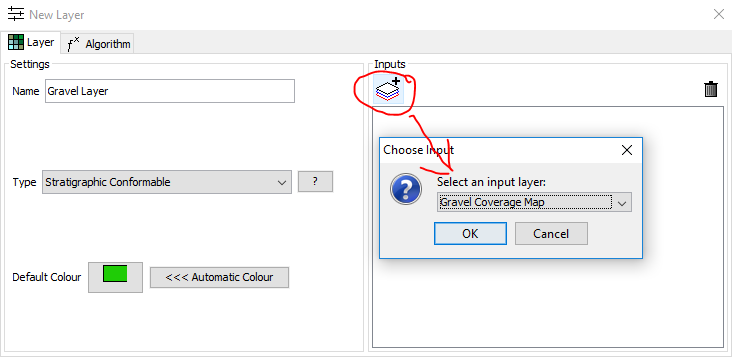 New Layer
Layer
fx Algorithm
Settings
Name Gravel Layer
Type Stratigraphic Conformable ?
Default Colour <<< Automatic Colour
Inputs
Choose Input
Select an input layer:
Gravel Coverage Map
OK Cancel